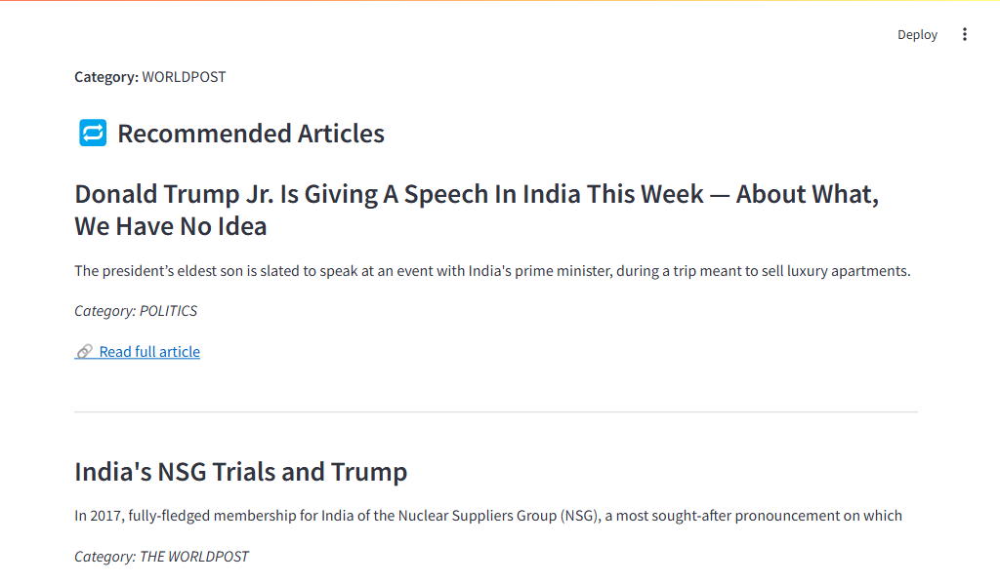 Deploy
Category: WORLDPOST
Recommended Articles
Donald Trump Jr. Is Giving A Speech In India This Week — About What,
We Have No Idea
The president’s eldest son is slated to speak at an event with India's prime minister, during a trip meant to sell luxury apartments.
Category: POLITICS
Read full article
India's NSG Trials and Trump
In 2017, fully-fledged membership for India of the Nuclear Suppliers Group (NSG), a most sought-after pronouncement on which
Category: THE WORLDPOST